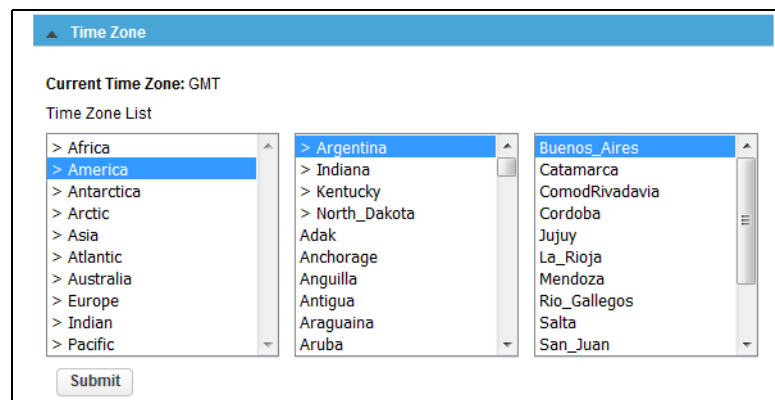 Time Zone
Current Time Zone: GMT
Time Zone List
> Africa
> America
> Antarctica
> Arctic
> Asia
> Atlantic
> Australia
> Europe
> Indian
> Pacific
> Argentina
> Indiana
> Kentucky
> North_Dakota
Adak
Anchorage
Anguilla
Antigua
Araguaina
Aruba
Buenos_Aires
Catamarca
ComodRivadavia
Cordoba
Jujuy
La_Rioja
Mendoza
Rio_Gallegos
Salta
San_Juan
Submit